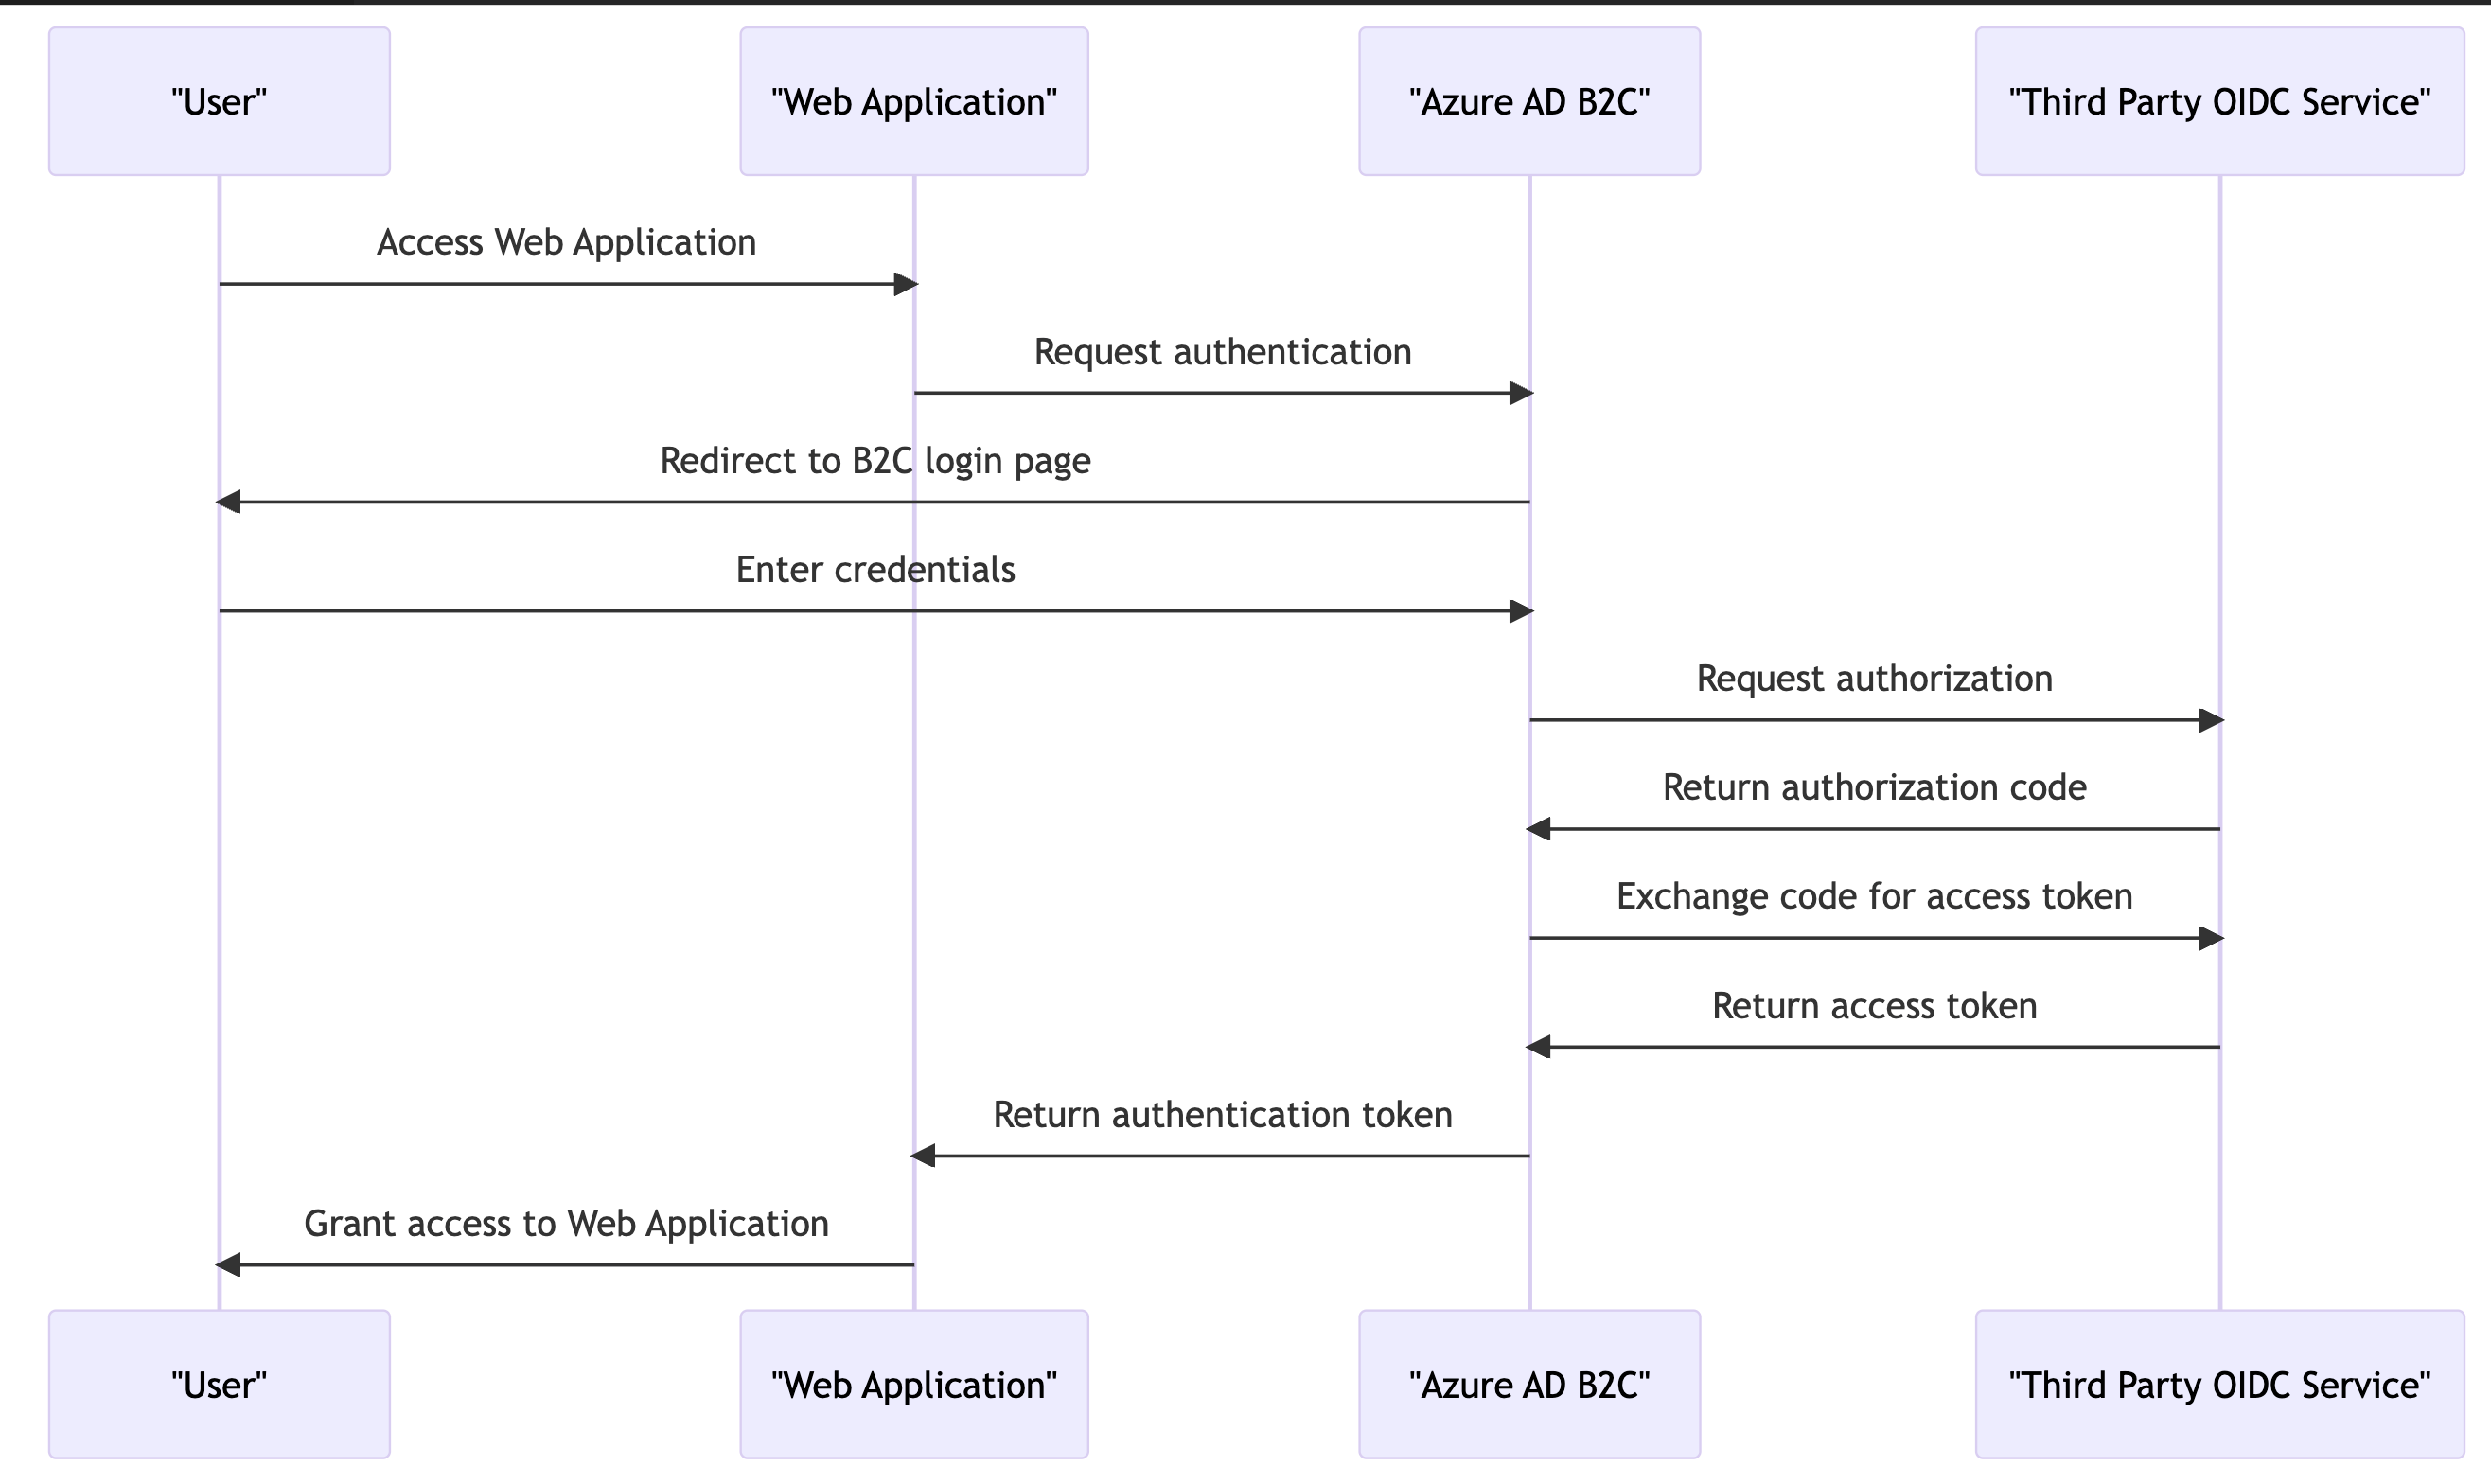 "User"
"Web Application"
"Azure AD B2C"
"Third Party OIDC Service"
Access Web Application
Request authentication
Redirect to B2C login page
Enter credentials
Request authorization
Return authorization code
Exchange code for access token
Return access token
Return authentication token
Grant access to Web Application
"User"
"Web Application"
"Azure AD B2C"
"Third Party OIDC Service"